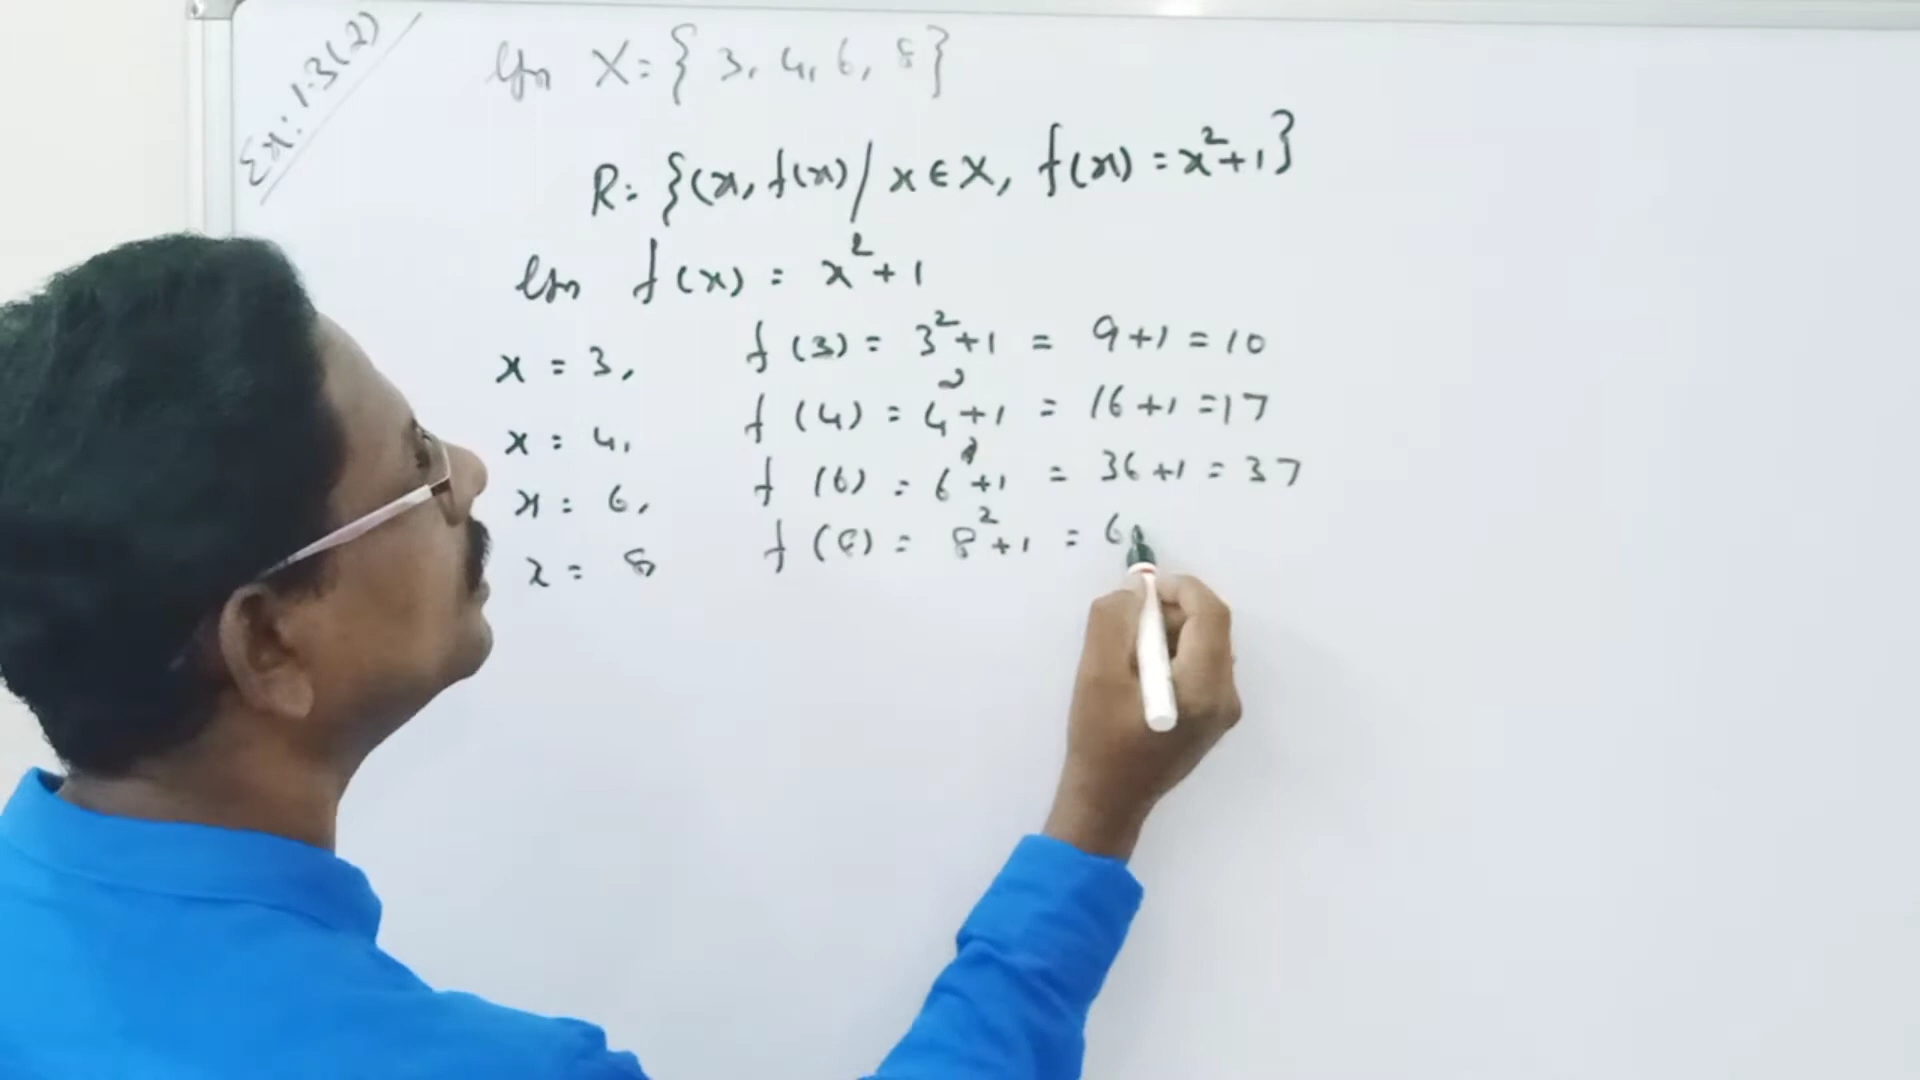 Ex: 1.3(2)
X = { 3, 4, 6, 8 }
R = {(x, f(x) / x ∈ X, f(x) = x²+1}
f(x) = x²+1
x = 3, f(3) = 3²+1 = 9+1 = 10
x = 4, f(4) = 4²+1 = 16+1 = 17
x = 6, f(6) = 6²+1 = 36+1 = 37
x = 8 f(8) = 8²+1 = 6